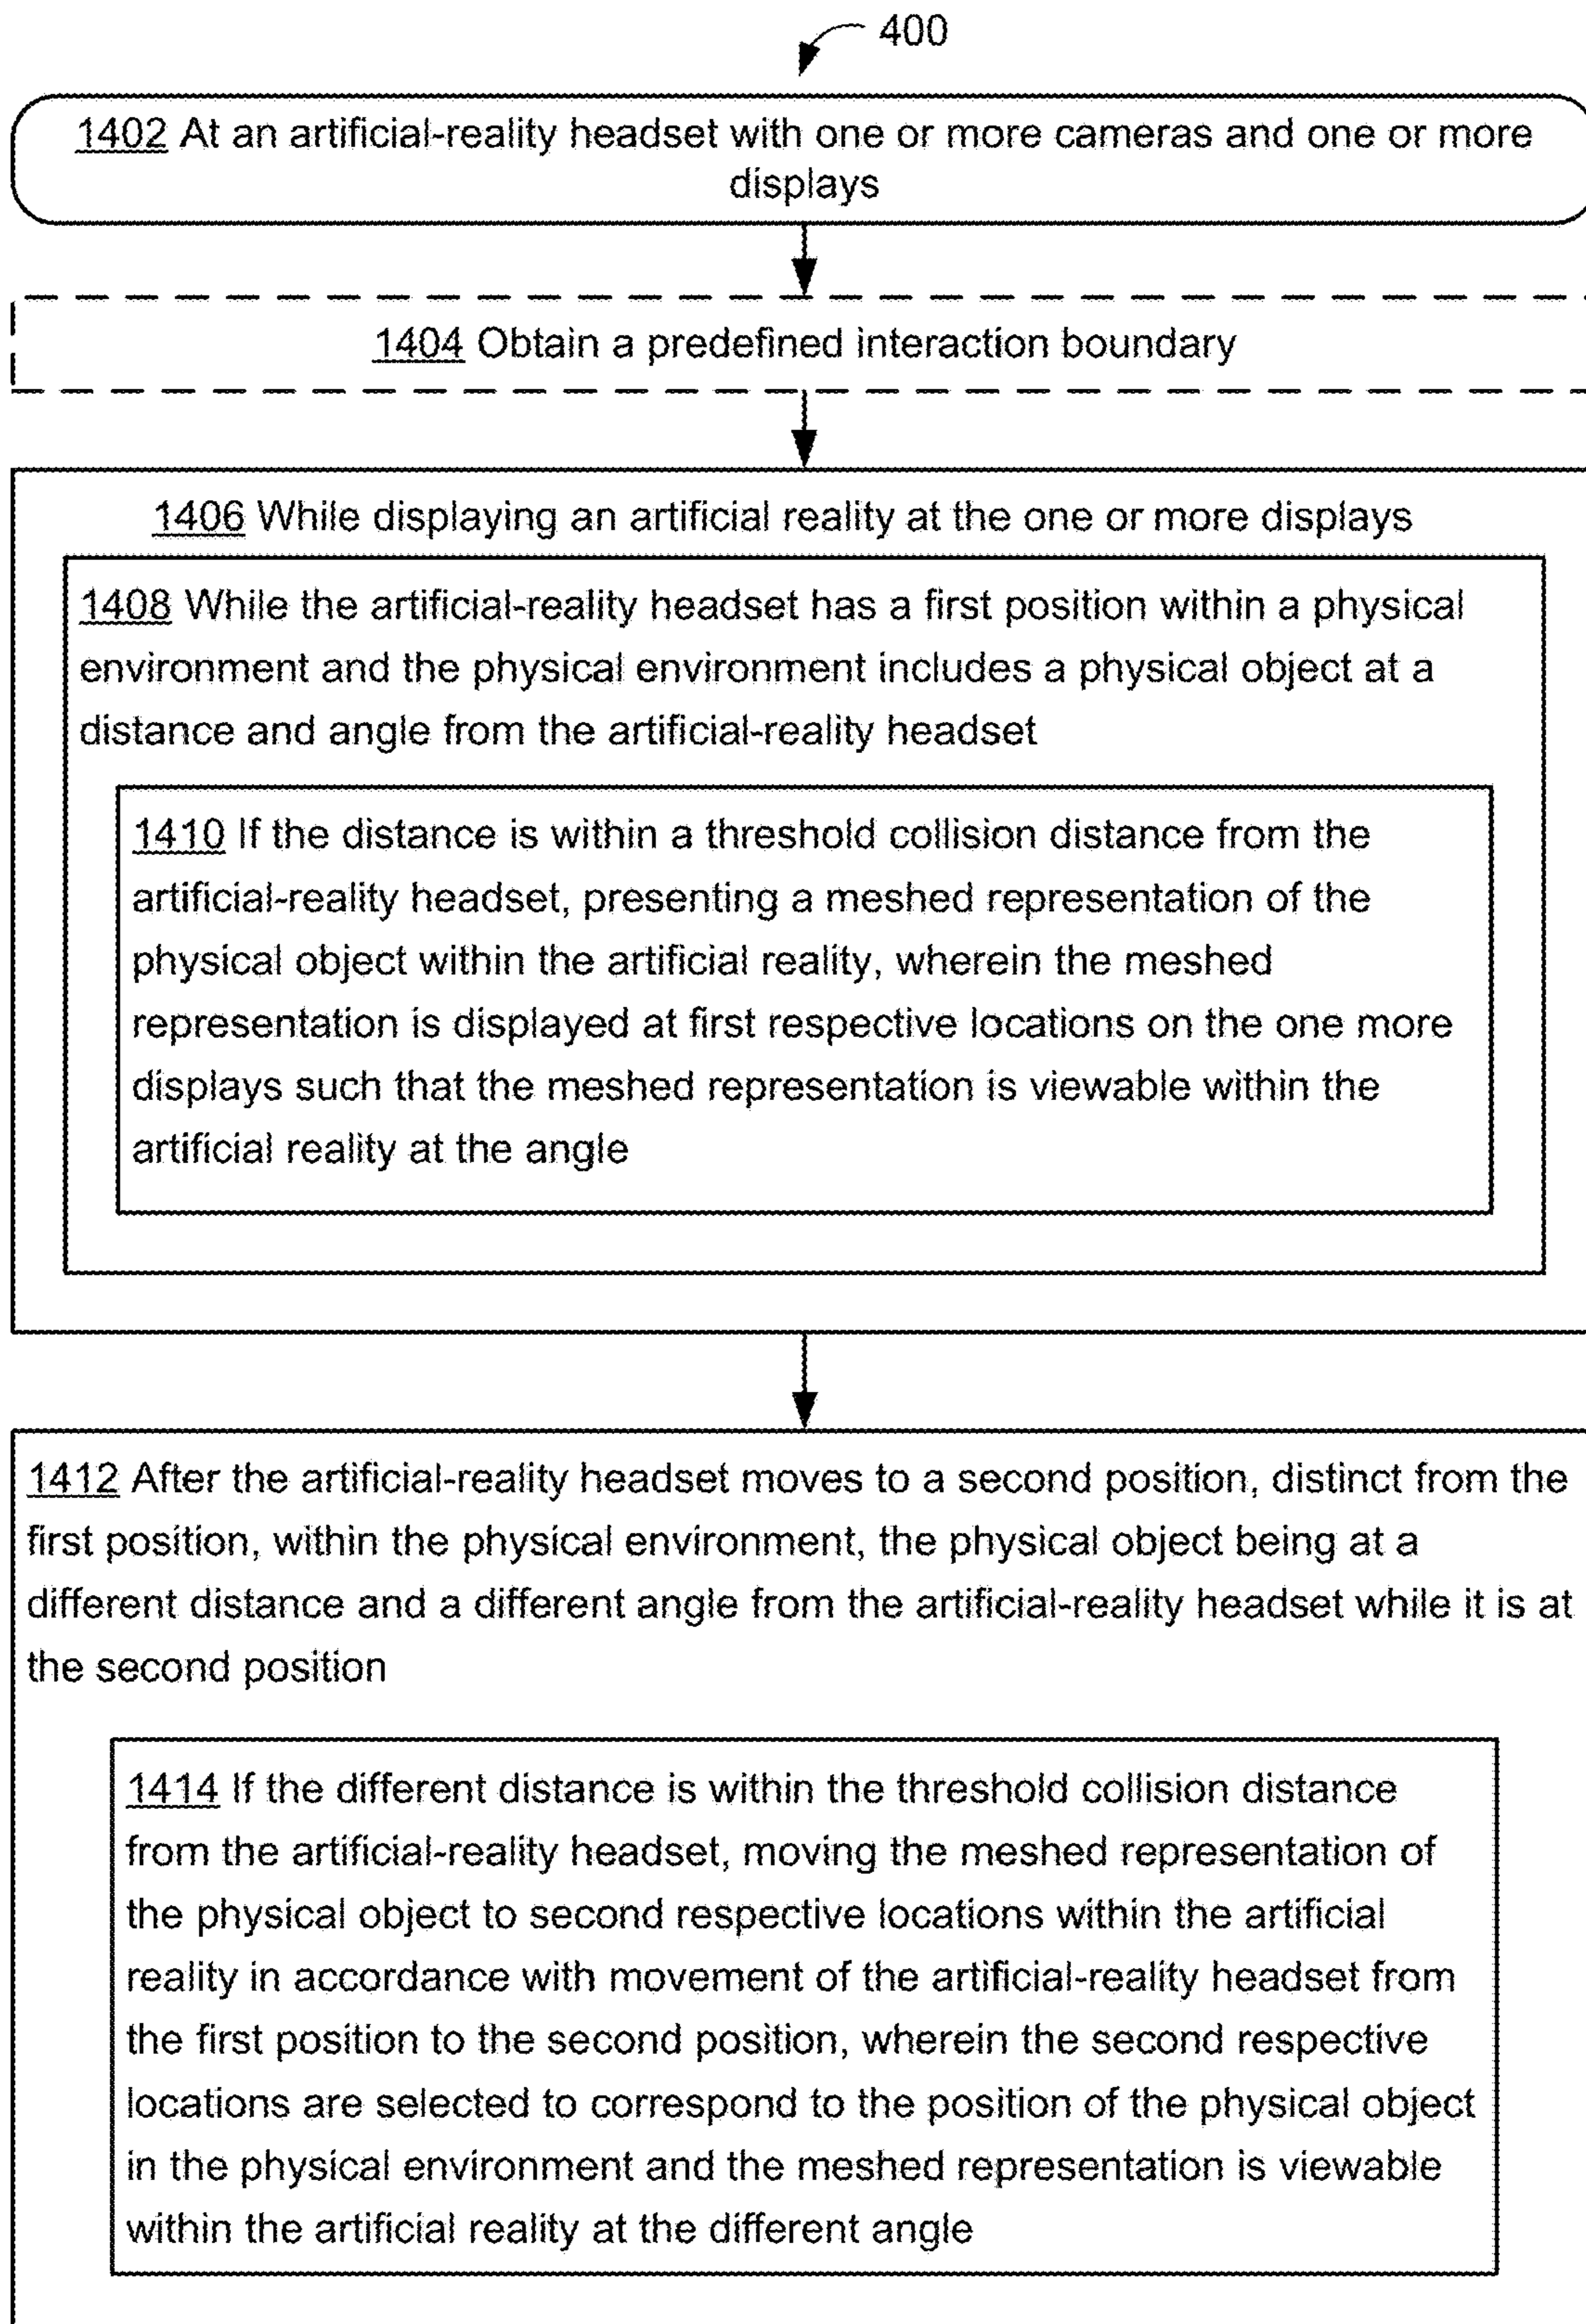 400
1402 At an artificial-reality headset with one or more cameras and one or more
displays
1404 Obtain a predefined interaction boundary
1406 While displaying an artificial reality at the one or more displays
1408 While the artificial-reality headset has a first position within a physical
environment and the physical environment includes a physical object at a
distance and angle from the artificial-reality headset
1410 If the distance is within a threshold collision distance from the
artificial-reality headset, presenting a meshed representation of the
physical object within the artificial reality, wherein the meshed
representation is displayed at first respective locations on the one more
displays such that the meshed representation is viewable within the
artificial reality at the angle
1412 After the artificial-reality headset moves to a second position, distinct from the
first position, within the physical environment, the physical object being at a
different distance and a different angle from the artificial-reality headset while it is at
the second position
1414 If the different distance is within the threshold collision distance
from the artificial-reality headset, moving the meshed representation of
the physical object to second respective locations within the artificial
reality in accordance with movement of the artificial-reality headset from
the first position to the second position, wherein the second respective
locations are selected to correspond to the position of the physical object
in the physical environment and the meshed representation is viewable
within the artificial reality at the different angle